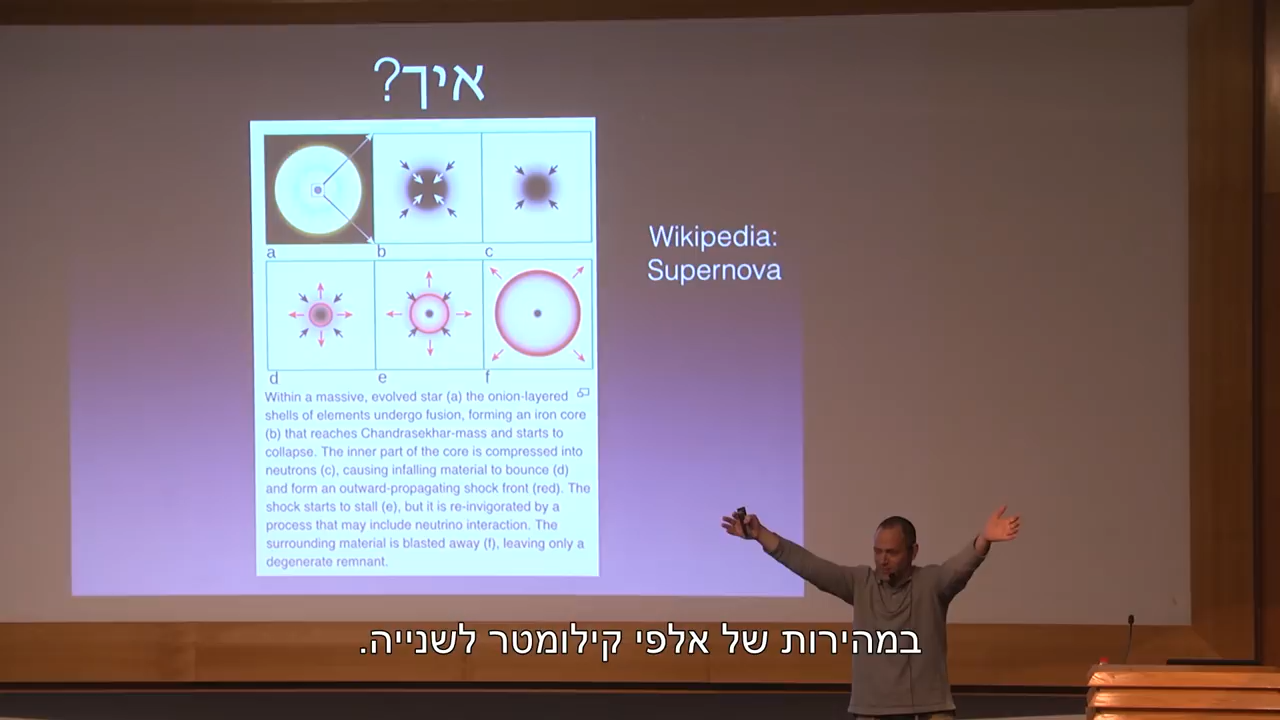 איך?
a
b
c
d
e
f
Within a massive, evolved star (a) the onion-layered
shells of elements undergo fusion, forming an iron core
(b) that reaches Chandrasekhar-mass and starts to
collapse. The inner part of the core is compressed into
neutrons (c), causing infalling material to bounce (d)
and form an outward-propagating shock front (red). The
shock starts to stall (e), but it is re-invigorated by a
process that may include neutrino interaction. The
surrounding material is blasted away (f), leaving only a
degenerate remnant.
Wikipedia:
Supernova
במהירות של אלפי קילומטר לשנייה.